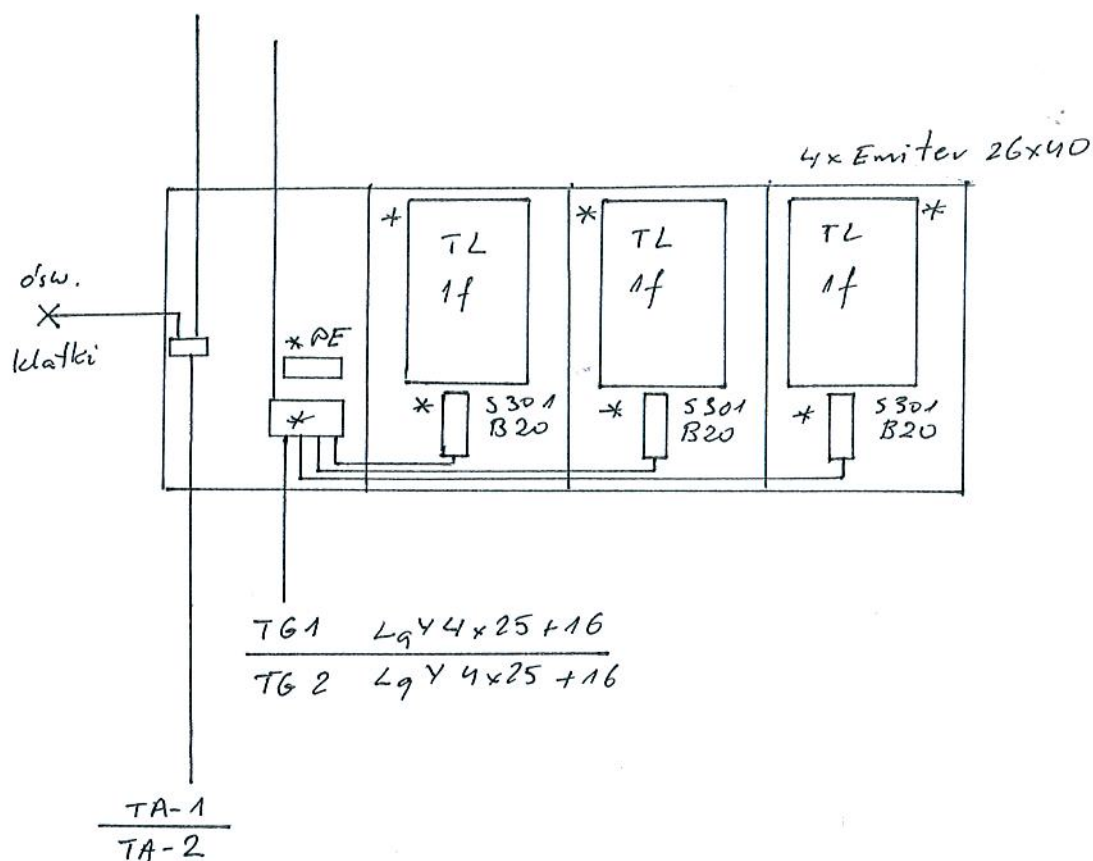 4x Emiter 26x40
* TL
1f
* TL
1f
TL *
1f
ośw.
klatki
* PE
*
* S301
B20
* S301
B20
* S301
B20
TG1 LgY 4x25+16
TG2 LgY 4x25+16
TA-1
TA-2